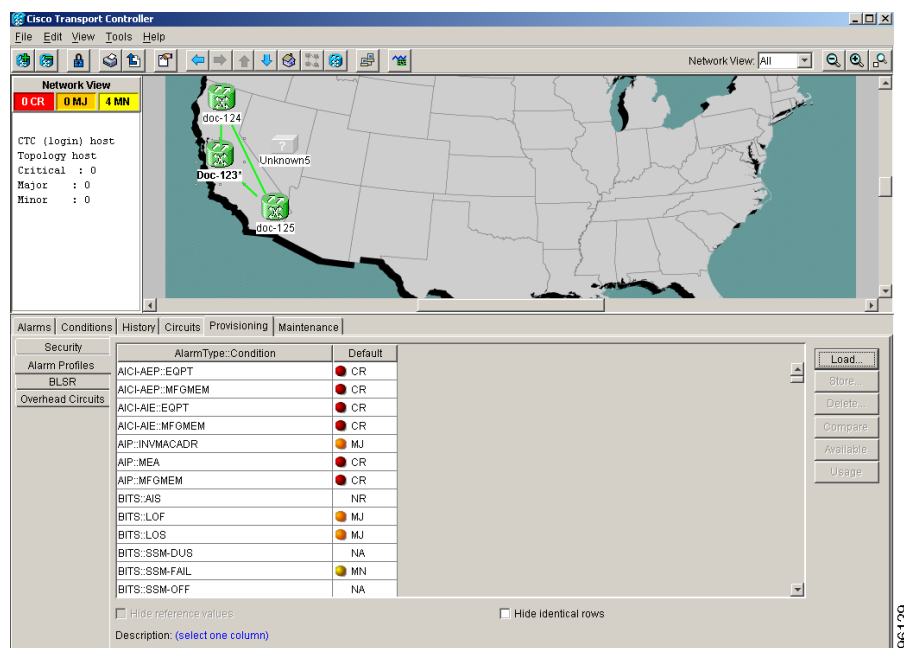 Cisco Transport Controller
File Edit View Tools Help
Network View: All
Network View
0 CR 0 MJ 4 MN
CTC (login) host
Topology host
Critical : 0
Major : 0
Minor : 0
doc-124
?
Unknown5
Doc-123*
doc-125
Alarms Conditions History Circuits Provisioning Maintenance
Security
Alarm Profiles
BLSR
Overhead Circuits
AlarmType::Condition Default
AICI-AEP::EQPT CR
AICI-AEP::MFGMEM CR
AICI-AIE::EQPT CR
AICI-AIE::MFGMEM CR
AIP::INVMACADR MJ
AIP::MEA CR
AIP::MFGMEM CR
BITS::AIS NR
BITS::LOF MJ
BITS::LOS MJ
BITS::SSM-DUS NA
BITS::SSM-FAIL MN
BITS::SSM-OFF NA
Load...
Store...
Delete...
Compare
Available
Usage
Hide reference values
Hide identical rows
Description: (select one column)
96129